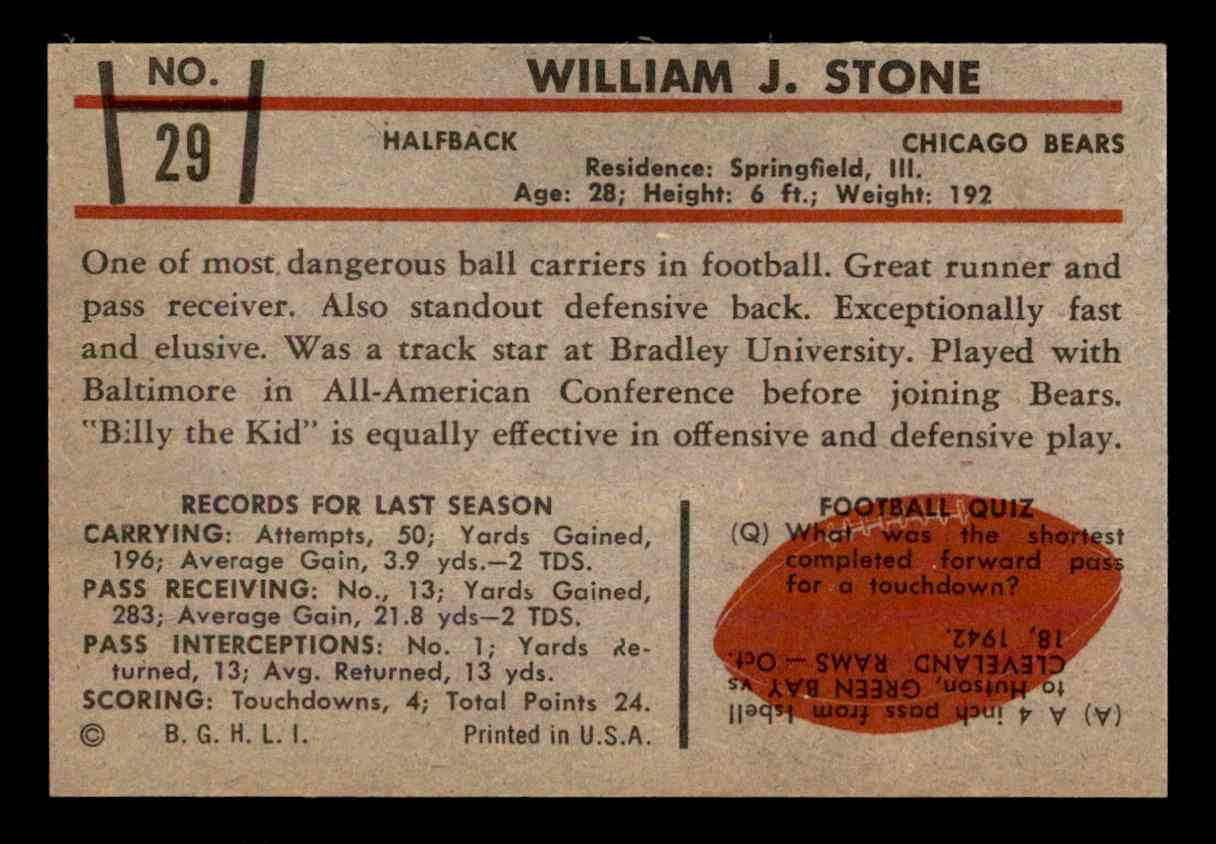 NO.
29
WILLIAM J. STONE
HALFBACK
CHICAGO BEARS
Residence: Springfield, Ill.
Age: 28; Height: 6 ft.; Weight: 192
One of most dangerous ball carriers in football. Great runner and
pass receiver. Also standout defensive back. Exceptionally fast
and elusive. Was a track star at Bradley University. Played with
Baltimore in All-American Conference before joining Bears.
"Billy the Kid" is equally effective in offensive and defensive play.
RECORDS FOR LAST SEASON
CARRYING: Attempts, 50; Yards Gained,
196; Average Gain, 3.9 yds.—2 TDS.
PASS RECEIVING: No., 13; Yards Gained,
283; Average Gain, 21.8 yds—2 TDS.
PASS INTERCEPTIONS: No. 1; Yards Re-
turned, 13; Avg. Returned, 13 yds.
SCORING: Touchdowns, 4; Total Points 24.
© B. G. H. L. I. Printed in U.S.A.
FOOTBALL QUIZ
(Q) What was the shortest
completed forward pass
for a touchdown?
(A) A 4 inch pass from Isbell
to Hutson, GREEN BAY vs
CLEVELAND RAMS — Oct.
18, 1942.